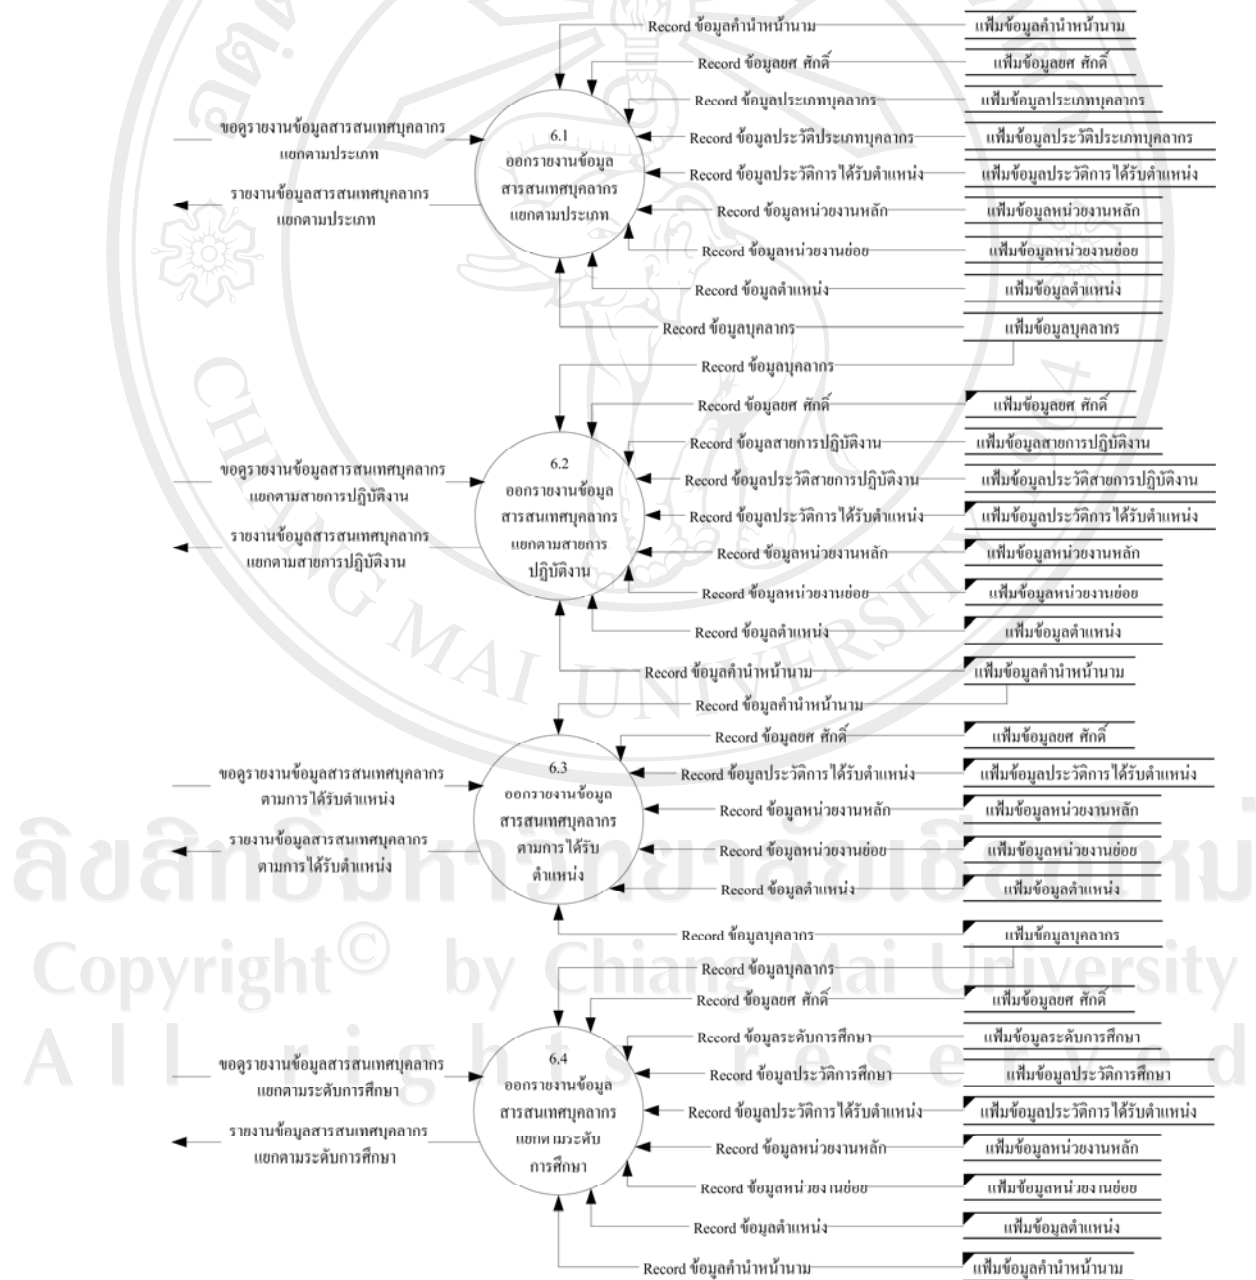 Record ข้อมูลคำนำหน้านาม
แฟ้มข้อมูลคำนำหน้านาม
Record ข้อมูลยศ ศักดิ์
แฟ้มข้อมูลยศ ศักดิ์
Record ข้อมูลประเภทบุคลากร
แฟ้มข้อมูลประเภทบุคลากร
Record ข้อมูลประวัติประเภทบุคลากร
แฟ้มข้อมูลประวัติประเภทบุคลากร
Record ข้อมูลประวัติการได้รับตำแหน่ง
แฟ้มข้อมูลประวัติการได้รับตำแหน่ง
Record ข้อมูลหน่วยงานหลัก
แฟ้มข้อมูลหน่วยงานหลัก
Record ข้อมูลหน่วยงานย่อย
แฟ้มข้อมูลหน่วยงานย่อย
Record ข้อมูลตำแหน่ง
แฟ้มข้อมูลตำแหน่ง
Record ข้อมูลบุคลากร
แฟ้มข้อมูลบุคลากร
ขอดูรายงานข้อมูลสารสนเทศบุคลากร
แยกตามประเภท
รายงานข้อมูลสารสนเทศบุคลากร
แยกตามประเภท
6.1
ออกรายงานข้อมูล
สารสนเทศบุคลากร
แยกตามประเภท
Record ข้อมูลบุคลากร
Record ข้อมูลยศ ศักดิ์
แฟ้มข้อมูลยศ ศักดิ์
Record ข้อมูลสายการปฏิบัติงาน
แฟ้มข้อมูลสายการปฏิบัติงาน
Record ข้อมูลประวัติสายการปฏิบัติงาน
แฟ้มข้อมูลประวัติสายการปฏิบัติงาน
Record ข้อมูลประวัติการได้รับตำแหน่ง
แฟ้มข้อมูลประวัติการได้รับตำแหน่ง
Record ข้อมูลหน่วยงานหลัก
แฟ้มข้อมูลหน่วยงานหลัก
Record ข้อมูลหน่วยงานย่อย
แฟ้มข้อมูลหน่วยงานย่อย
Record ข้อมูลตำแหน่ง
แฟ้มข้อมูลตำแหน่ง
Record ข้อมูลคำนำหน้านาม
แฟ้มข้อมูลคำนำหน้านาม
ขอดูรายงานข้อมูลสารสนเทศบุคลากร
แยกตามสายการปฏิบัติงาน
รายงานข้อมูลสารสนเทศบุคลากร
แยกตามสายการปฏิบัติงาน
6.2
ออกรายงานข้อมูล
สารสนเทศบุคลากร
แยกตามสายการ
ปฏิบัติงาน
Record ข้อมูลคำนำหน้านาม
Record ข้อมูลยศ ศักดิ์
แฟ้มข้อมูลยศ ศักดิ์
Record ข้อมูลประวัติการได้รับตำแหน่ง
แฟ้มข้อมูลประวัติการได้รับตำแหน่ง
Record ข้อมูลหน่วยงานหลัก
แฟ้มข้อมูลหน่วยงานหลัก
Record ข้อมูลหน่วยงานย่อย
แฟ้มข้อมูลหน่วยงานย่อย
Record ข้อมูลตำแหน่ง
แฟ้มข้อมูลตำแหน่ง
Record ข้อมูลบุคลากร
แฟ้มข้อมูลบุคลากร
ขอดูรายงานข้อมูลสารสนเทศบุคลากร
ตามการได้รับตำแหน่ง
รายงานข้อมูลสารสนเทศบุคลากร
ตามการได้รับตำแหน่ง
6.3
ออกรายงานข้อมูล
สารสนเทศบุคลากร
ตามการได้รับ
ตำแหน่ง
Record ข้อมูลบุคลากร
Record ข้อมูลยศ ศักดิ์
แฟ้มข้อมูลยศ ศักดิ์
Record ข้อมูลระดับการศึกษา
แฟ้มข้อมูลระดับการศึกษา
Record ข้อมูลประวัติการศึกษา
แฟ้มข้อมูลประวัติการศึกษา
Record ข้อมูลประวัติการได้รับตำแหน่ง
แฟ้มข้อมูลประวัติการได้รับตำแหน่ง
Record ข้อมูลหน่วยงานหลัก
แฟ้มข้อมูลหน่วยงานหลัก
Record ข้อมูลหน่วยงานย่อย
แฟ้มข้อมูลหน่วยงานย่อย
Record ข้อมูลตำแหน่ง
แฟ้มข้อมูลตำแหน่ง
Record ข้อมูลคำนำหน้านาม
แฟ้มข้อมูลคำนำหน้านาม
ขอดูรายงานข้อมูลสารสนเทศบุคลากร
แยกตามระดับการศึกษา
รายงานข้อมูลสารสนเทศบุคลากร
แยกตามระดับการศึกษา
6.4
ออกรายงานข้อมูล
สารสนเทศบุคลากร
แยกตามระดับ
การศึกษา
CHIANG MAI UNIVERSITY 1964
ลิขสิทธิ์มหาวิทยาลัยเชียงใหม่
Copyright© by Chiang Mai University
All rights reserved